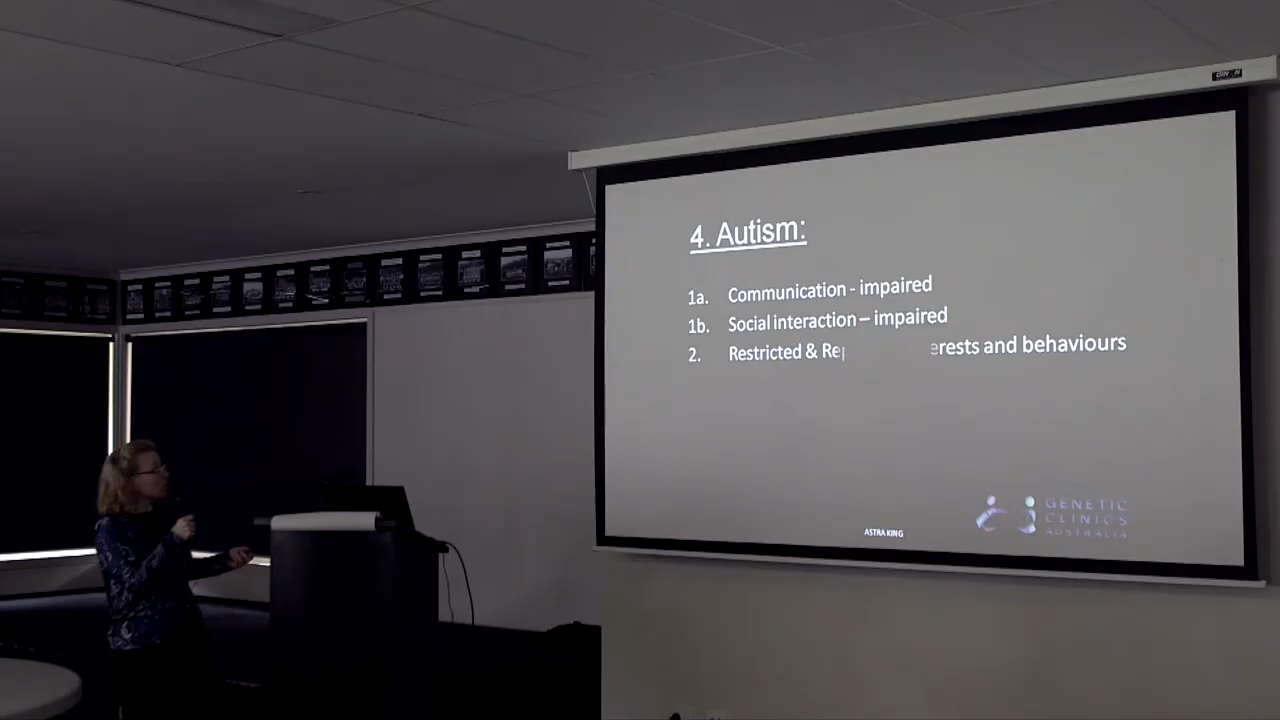 4. Autism:
1a. Communication - impaired
1b. Social interaction – impaired
2. Restricted & Rep erests and behaviours
ASTRA KING
GENETIC
CLINICS
AUSTRALIA